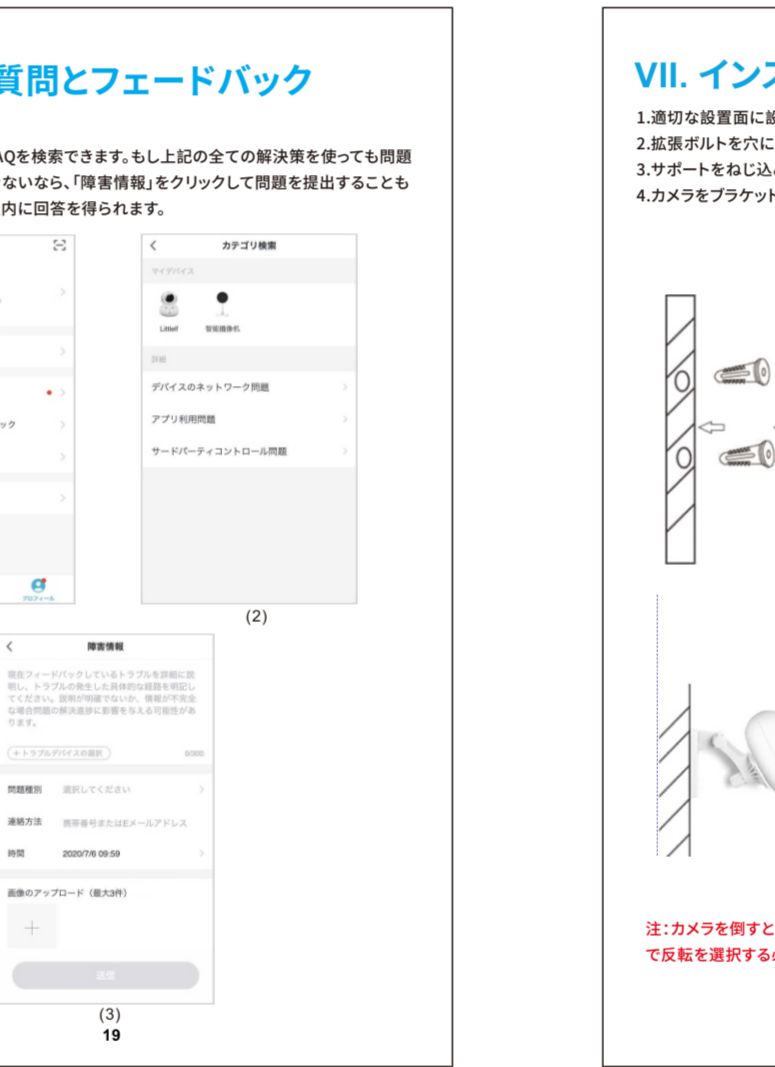 質問とフェードバック
AQを検索できます。もし上記の全ての解決策を使っても問題
ないなら、「障害情報」をクリックして問題を提出することも
内に回答を得られます。
ック
プロフィール
カテゴリ検索
マイデバイス
Littlelf
智能摄像机
詳細
デバイスのネットワーク問題
アプリ利用問題
サードパーティコントロール問題
(2)
障害情報
現在フィードバックしているトラブルを詳細に説
明し、トラブルの発生した具体的な経路を明記し
てください。説明が明確でないか、情報が不完全
な場合問題の解決進捗に影響を与える可能性があ
ります。
+トラブルデバイスの選択
0/300
問題種別 選択してください
連絡方法 携帯番号またはEメールアドレス
時間 2020/7/6 09:59
画像のアップロード（最大3件）
送信
(3)
19
VII. インス
1.適切な設置面に設
2.拡張ボルトを穴に
3.サポートをねじ込
4.カメラをブラケット
注：カメラを倒すと
で反転を選択する